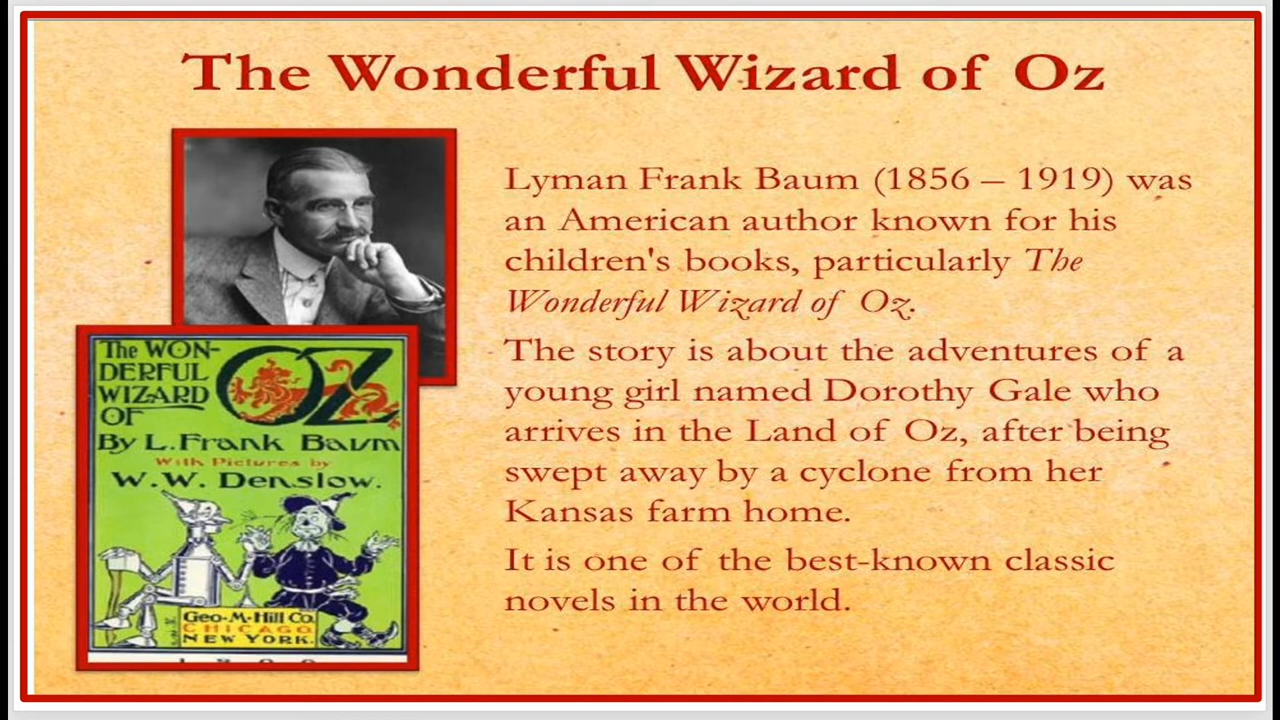 The Wonderful Wizard of Oz
Lyman Frank Baum (1856 – 1919) was
an American author known for his
children's books, particularly The
Wonderful Wizard of Oz.
The story is about the adventures of a
young girl named Dorothy Gale who
arrives in the Land of Oz, after being
swept away by a cyclone from her
Kansas farm home.
It is one of the best-known classic
novels in the world.
The WON-
DERFUL
WIZARD
OF
OZ
By L. Frank Baum
With Pictures by
W. W. Denslow.
Geo. M. Hill Co.
CHICAGO
NEW YORK.